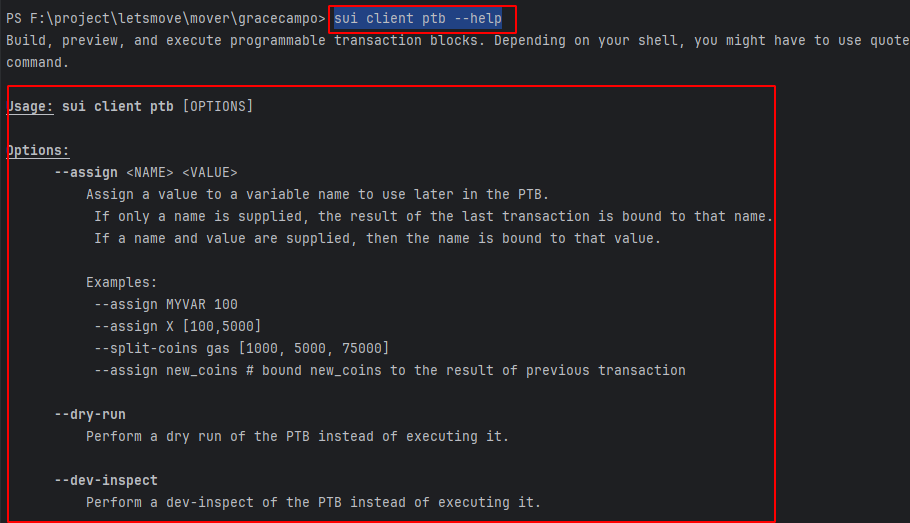 PS F:\project\letsmove\mover\gracecampo> sui client ptb --help
Build, preview, and execute programmable transaction blocks. Depending on your shell, you might have to use quote
command.
Usage: sui client ptb [OPTIONS]
Options:
--assign <NAME> <VALUE>
Assign a value to a variable name to use later in the PTB.
If only a name is supplied, the result of the last transaction is bound to that name.
If a name and value are supplied, then the name is bound to that value.
Examples:
--assign MYVAR 100
--assign X [100,5000]
--split-coins gas [1000, 5000, 75000]
--assign new_coins # bound new_coins to the result of previous transaction
--dry-run
Perform a dry run of the PTB instead of executing it.
--dev-inspect
Perform a dev-inspect of the PTB instead of executing it.